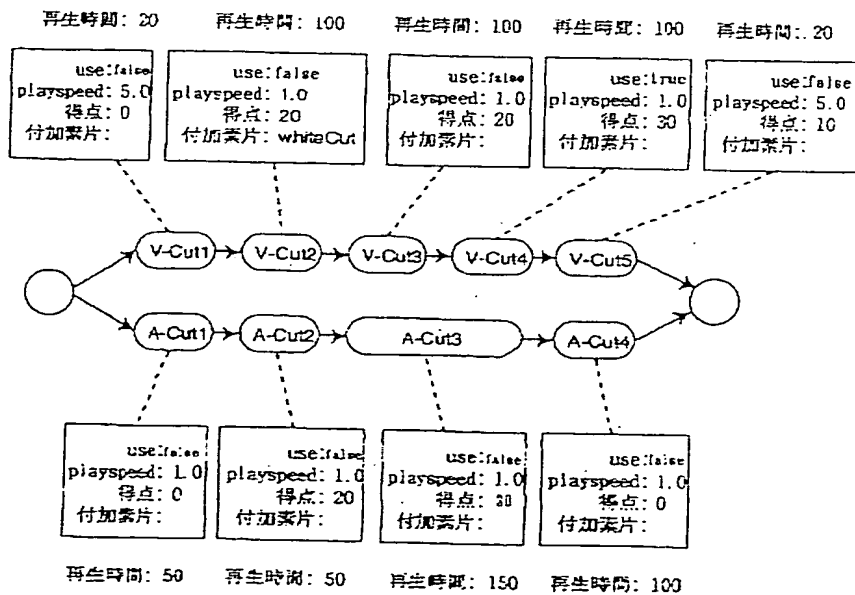 再生時間: 20
再生時間: 100
再生時間: 100
再生時間: 100
再生時間: 20
use:false
playspeed: 5.0
得点: 0
付加素片:
use:false
playspeed: 1.0
得点: 20
付加素片: whiteCut
use:false
playspeed: 1.0
得点: 20
付加素片:
use:true
playspeed: 1.0
得点: 30
付加素片:
use:false
playspeed: 5.0
得点: 10
付加素片:
V-Cut1
V-Cut2
V-Cut3
V-Cut4
V-Cut5
A-Cut1
A-Cut2
A-Cut3
A-Cut4
use:false
playspeed: 1.0
得点: 0
付加素片:
use:false
playspeed: 1.0
得点: 20
付加素片:
use:false
playspeed: 1.0
得点:
付加素片:
use:false
playspeed: 1.0
得点: 0
付加素片:
再生時間: 50
再生時間: 50
再生時間: 150
再生時間: 100